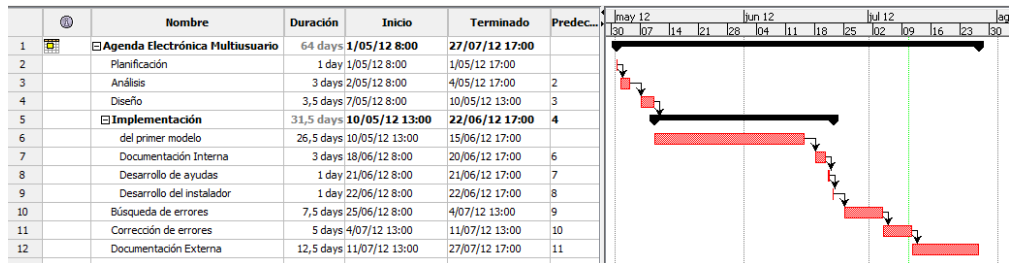 Nombre Duración Inicio Terminado Predec... may 12 jun 12 jul 12 ag
30 07 14 21 28 04 11 18 25 02 09 16 23 30
1 Agenda Electrónica Multiusuario 64 days 1/05/12 8:00 27/07/12 17:00
2 Planificación 1 day 1/05/12 8:00 1/05/12 17:00
3 Análisis 3 days 2/05/12 8:00 4/05/12 17:00 2
4 Diseño 3,5 days 7/05/12 8:00 10/05/12 13:00 3
5 Implementación 31,5 days 10/05/12 13:00 22/06/12 17:00 4
6 del primer modelo 26,5 days 10/05/12 13:00 15/06/12 17:00
7 Documentación Interna 3 days 18/06/12 8:00 20/06/12 17:00 6
8 Desarrollo de ayudas 1 day 21/06/12 8:00 21/06/12 17:00 7
9 Desarrollo del instalador 1 day 22/06/12 8:00 22/06/12 17:00 8
10 Búsqueda de errores 7,5 days 25/06/12 8:00 4/07/12 13:00 9
11 Corrección de errores 5 days 4/07/12 13:00 11/07/12 13:00 10
12 Documentación Externa 12,5 days 11/07/12 13:00 27/07/12 17:00 11